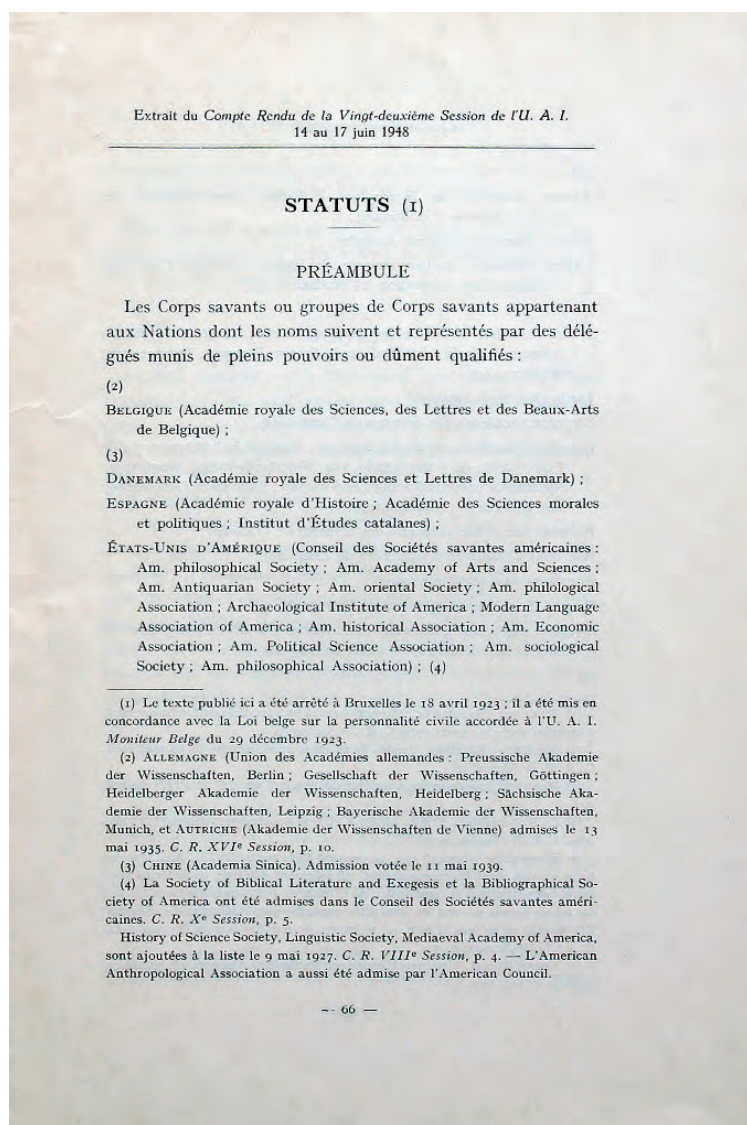 Extrait du Compte Rendu de la Vingt-deuxième Session de l'U. A. I.
14 au 17 juin 1948
STATUTS (1)
PRÉAMBULE
Les Corps savants ou groupes de Corps savants appartenant
aux Nations dont les noms suivent et représentés par des délé-
gués munis de pleins pouvoirs ou dûment qualifiés :
(2)
BELGIQUE (Académie royale des Sciences, des Lettres et des Beaux-Arts
de Belgique) ;
(3)
DANEMARK (Académie royale des Sciences et Lettres de Danemark) ;
ESPAGNE (Académie royale d'Histoire ; Académie des Sciences morales
et politiques ; Institut d'Études catalanes) ;
ÉTATS-UNIS D'AMÉRIQUE (Conseil des Sociétés savantes américaines :
Am. philosophical Society ; Am. Academy of Arts and Sciences ;
Am. Antiquarian Society ; Am. oriental Society ; Am. philological
Association ; Archaeological Institute of America ; Modern Language
Association of America ; Am. historical Association ; Am. Economic
Association ; Am. Political Science Association ; Am. sociological
Society ; Am. philosophical Association) ; (4)
(1) Le texte publié ici a été arrêté à Bruxelles le 18 avril 1923 ; il a été mis en
concordance avec la Loi belge sur la personnalité civile accordée à l'U. A. I.
Moniteur Belge du 29 décembre 1923.
(2) ALLEMAGNE (Union des Académies allemandes : Preussische Akademie
der Wissenschaften, Berlin ; Gesellschaft der Wissenschaften, Göttingen ;
Heidelberger Akademie der Wissenschaften, Heidelberg ; Sächsische Aka-
demie der Wissenschaften, Leipzig ; Bayerische Akademie der Wissenschaften,
Munich, et AUTRICHE (Akademie der Wissenschaften de Vienne) admises le 13
mai 1935. C. R. XVIe Session, p. 10.
(3) CHINE (Academia Sinica). Admission votée le 11 mai 1939.
(4) La Society of Biblical Literature and Exegesis et la Bibliographical So-
ciety of America ont été admises dans le Conseil des Sociétés savantes améri-
caines. C. R. Xe Session, p. 5.
History of Science Society, Linguistic Society, Mediaeval Academy of America,
sont ajoutées à la liste le 9 mai 1927. C. R. VIIIe Session, p. 4. — L'American
Anthropological Association a aussi été admise par l'American Council.
— 66 —